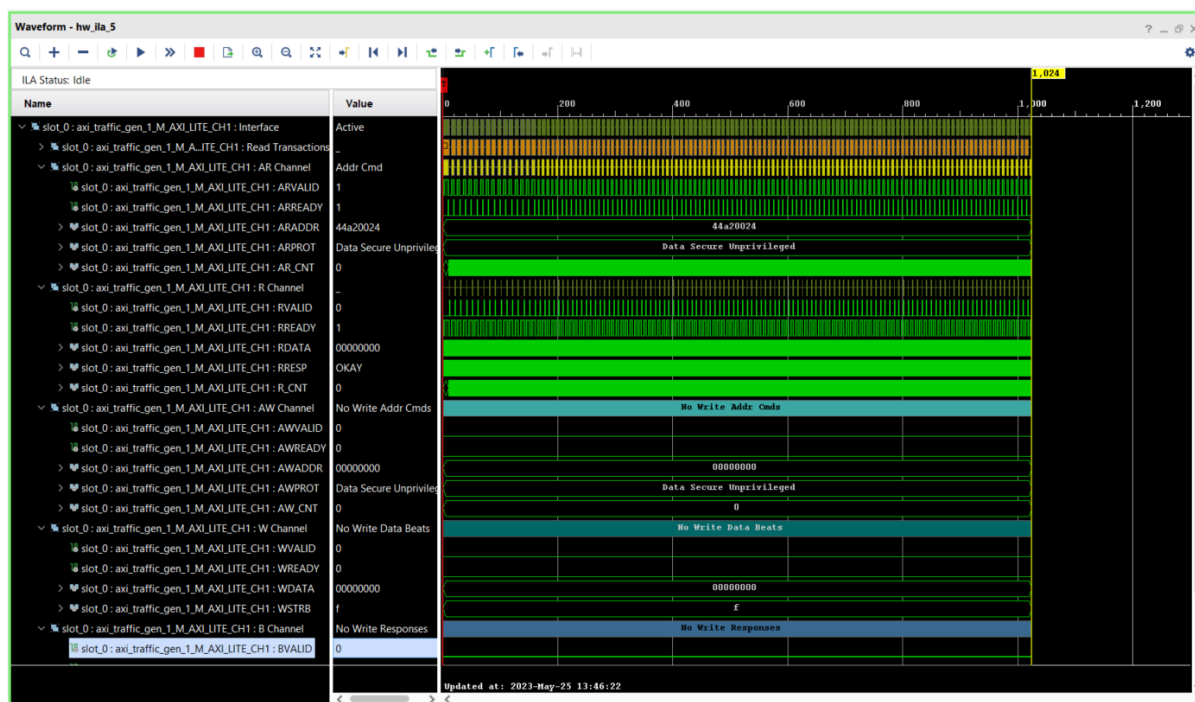 Waveform - hw_ila_5
? _
ILA Status: Idle
Name Value
1,024
0 200 400 600 800 1,000 1,200
slot_0 : axi_traffic_gen_1_M_AXI_LITE_CH1 : Interface Active
slot_0 : axi_traffic_gen_1_M_A...ITE_CH1 : Read Transactions _
slot_0 : axi_traffic_gen_1_M_AXI_LITE_CH1 : AR Channel Addr Cmd
slot_0 : axi_traffic_gen_1_M_AXI_LITE_CH1 : ARVALID 1
slot_0 : axi_traffic_gen_1_M_AXI_LITE_CH1 : ARREADY 1
slot_0 : axi_traffic_gen_1_M_AXI_LITE_CH1 : ARADDR 44a20024 44a20024
slot_0 : axi_traffic_gen_1_M_AXI_LITE_CH1 : ARPROT Data Secure Unprivileg Data Secure Unprivileged
slot_0 : axi_traffic_gen_1_M_AXI_LITE_CH1 : AR_CNT 0
slot_0 : axi_traffic_gen_1_M_AXI_LITE_CH1 : R Channel _
slot_0 : axi_traffic_gen_1_M_AXI_LITE_CH1 : RVALID 0
slot_0 : axi_traffic_gen_1_M_AXI_LITE_CH1 : RREADY 1
slot_0 : axi_traffic_gen_1_M_AXI_LITE_CH1 : RDATA 00000000
slot_0 : axi_traffic_gen_1_M_AXI_LITE_CH1 : RRESP OKAY
slot_0 : axi_traffic_gen_1_M_AXI_LITE_CH1 : R_CNT 0
slot_0 : axi_traffic_gen_1_M_AXI_LITE_CH1 : AW Channel No Write Addr Cmds No Write Addr Cmds
slot_0 : axi_traffic_gen_1_M_AXI_LITE_CH1 : AWVALID 0
slot_0 : axi_traffic_gen_1_M_AXI_LITE_CH1 : AWREADY 0
slot_0 : axi_traffic_gen_1_M_AXI_LITE_CH1 : AWADDR 00000000 00000000
slot_0 : axi_traffic_gen_1_M_AXI_LITE_CH1 : AWPROT Data Secure Unprivileg Data Secure Unprivileged
slot_0 : axi_traffic_gen_1_M_AXI_LITE_CH1 : AW_CNT 0 0
slot_0 : axi_traffic_gen_1_M_AXI_LITE_CH1 : W Channel No Write Data Beats No Write Data Beats
slot_0 : axi_traffic_gen_1_M_AXI_LITE_CH1 : WVALID 0
slot_0 : axi_traffic_gen_1_M_AXI_LITE_CH1 : WREADY 0
slot_0 : axi_traffic_gen_1_M_AXI_LITE_CH1 : WDATA 00000000 00000000
slot_0 : axi_traffic_gen_1_M_AXI_LITE_CH1 : WSTRB f f
slot_0 : axi_traffic_gen_1_M_AXI_LITE_CH1 : B Channel No Write Responses No Write Responses
slot_0 : axi_traffic_gen_1_M_AXI_LITE_CH1 : BVALID 0
Updated at: 2023-May-25 13:46:22